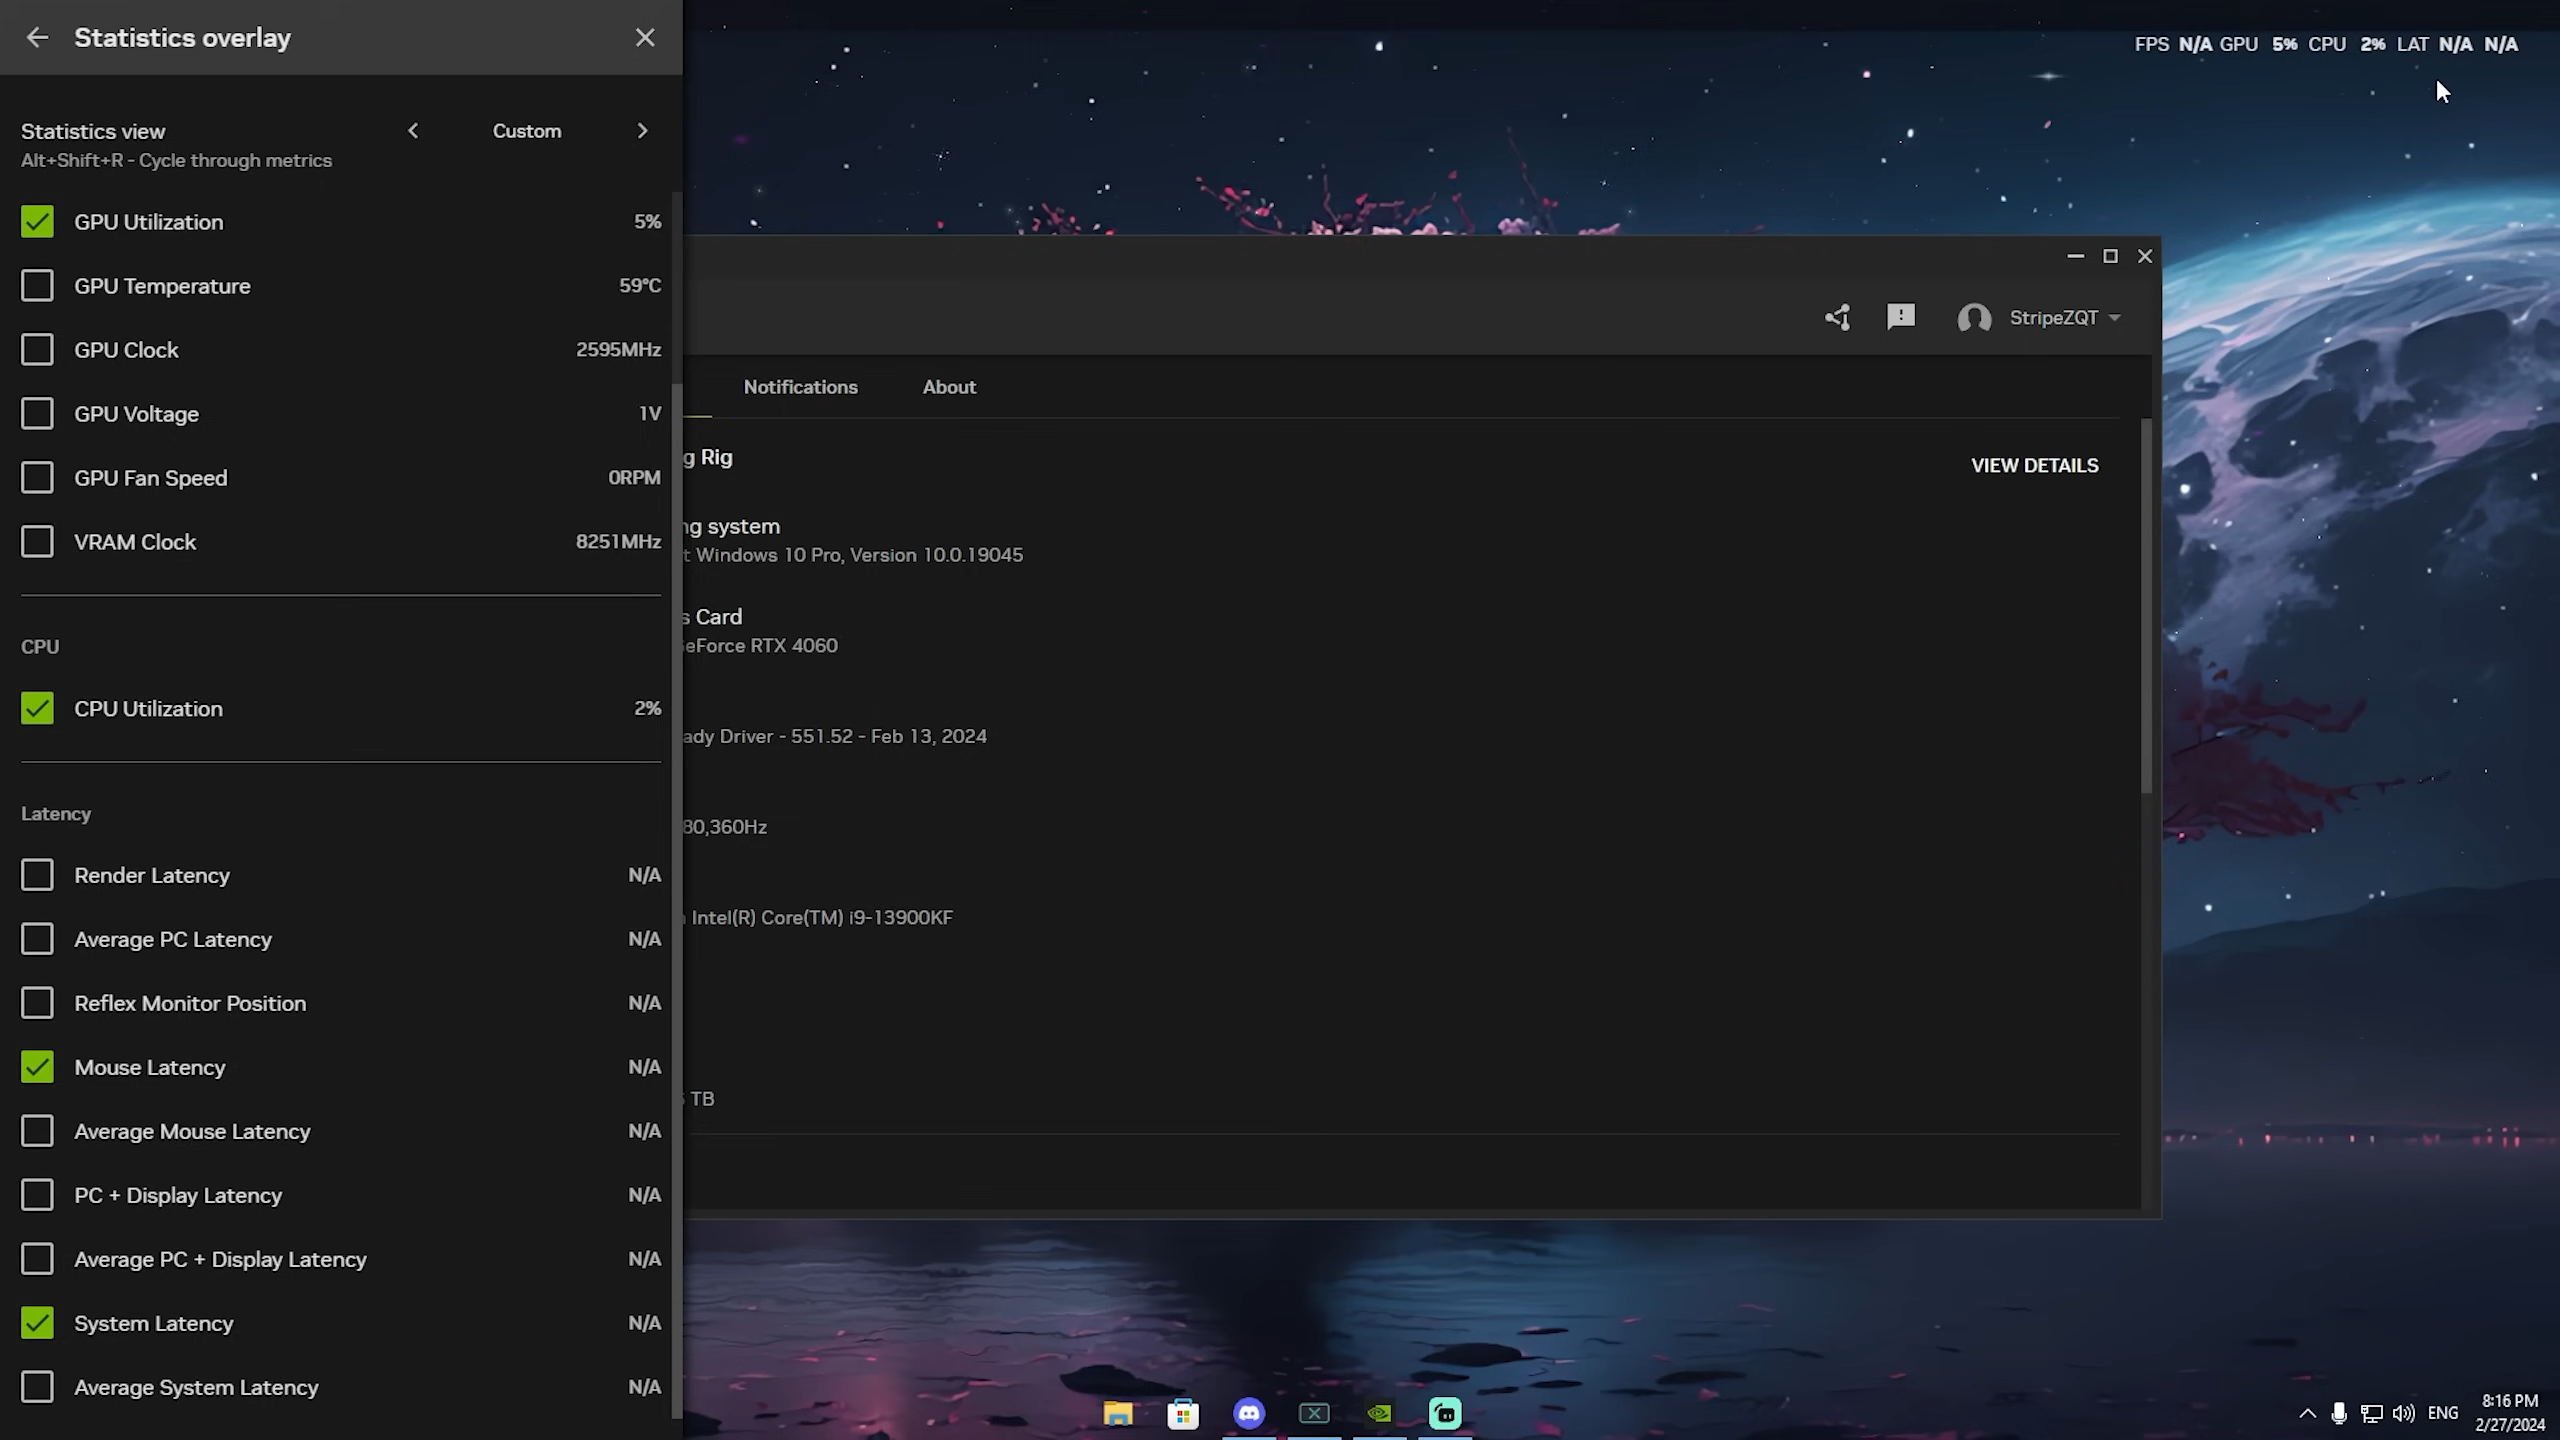 Statistics overlay
Statistics view
Custom
Alt+Shift+R - Cycle through metrics
GPU Utilization 5%
GPU Temperature 59°C
GPU Clock 2595MHz
GPU Voltage 1V
GPU Fan Speed 0RPM
VRAM Clock 8251MHz
CPU
CPU Utilization 2%
Latency
Render Latency N/A
Average PC Latency N/A
Reflex Monitor Position N/A
Mouse Latency N/A
Average Mouse Latency N/A
PC + Display Latency N/A
Average PC + Display Latency N/A
System Latency N/A
Average System Latency N/A
FPS N/A GPU 5% CPU 2% LAT N/A N/A
StripeZQT
Notifications About
g Rig
VIEW DETAILS
ng system
t Windows 10 Pro, Version 10.0.19045
s Card
eForce RTX 4060
ady Driver - 551.52 - Feb 13, 2024
80,360Hz
Intel(R) Core(TM) i9-13900KF
TB
ENG
8:16 PM
2/27/2024